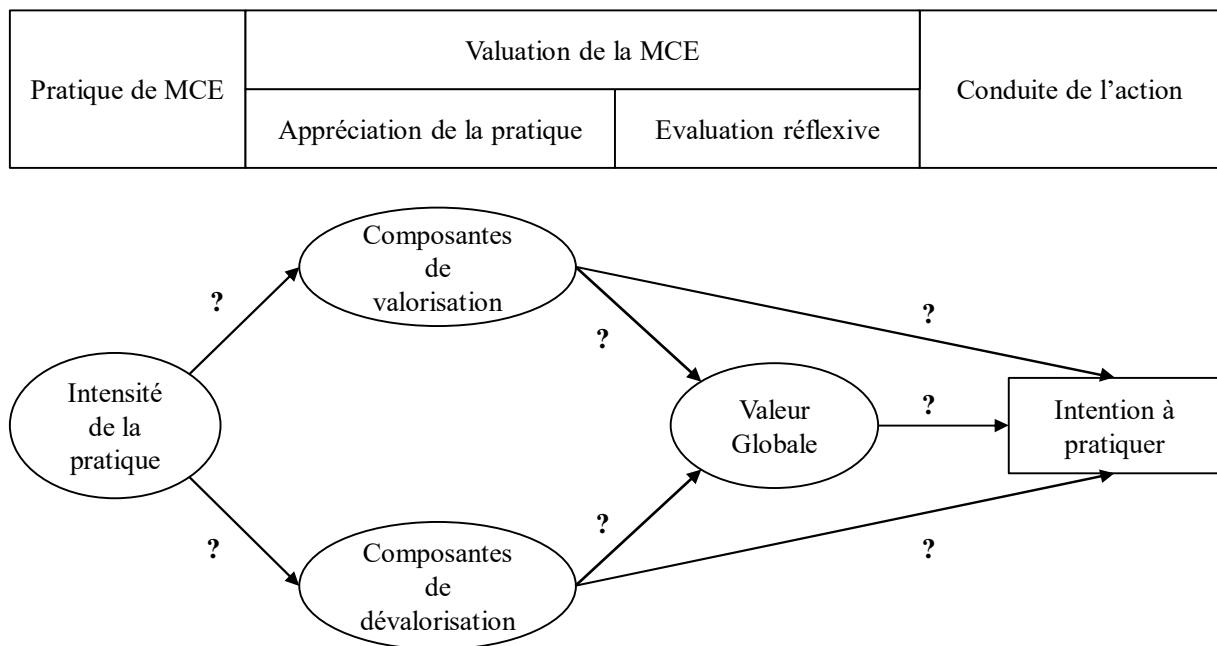 Pratique de MCE
Valuation de la MCE
Appréciation de la pratique
Evaluation réflexive
Conduite de l’action
Composantes
de
valorisation
?
?
?
Intensité
de la
pratique
Valeur
Globale
?
Intention à
pratiquer
?
?
?
Composantes
de
dévalorisation